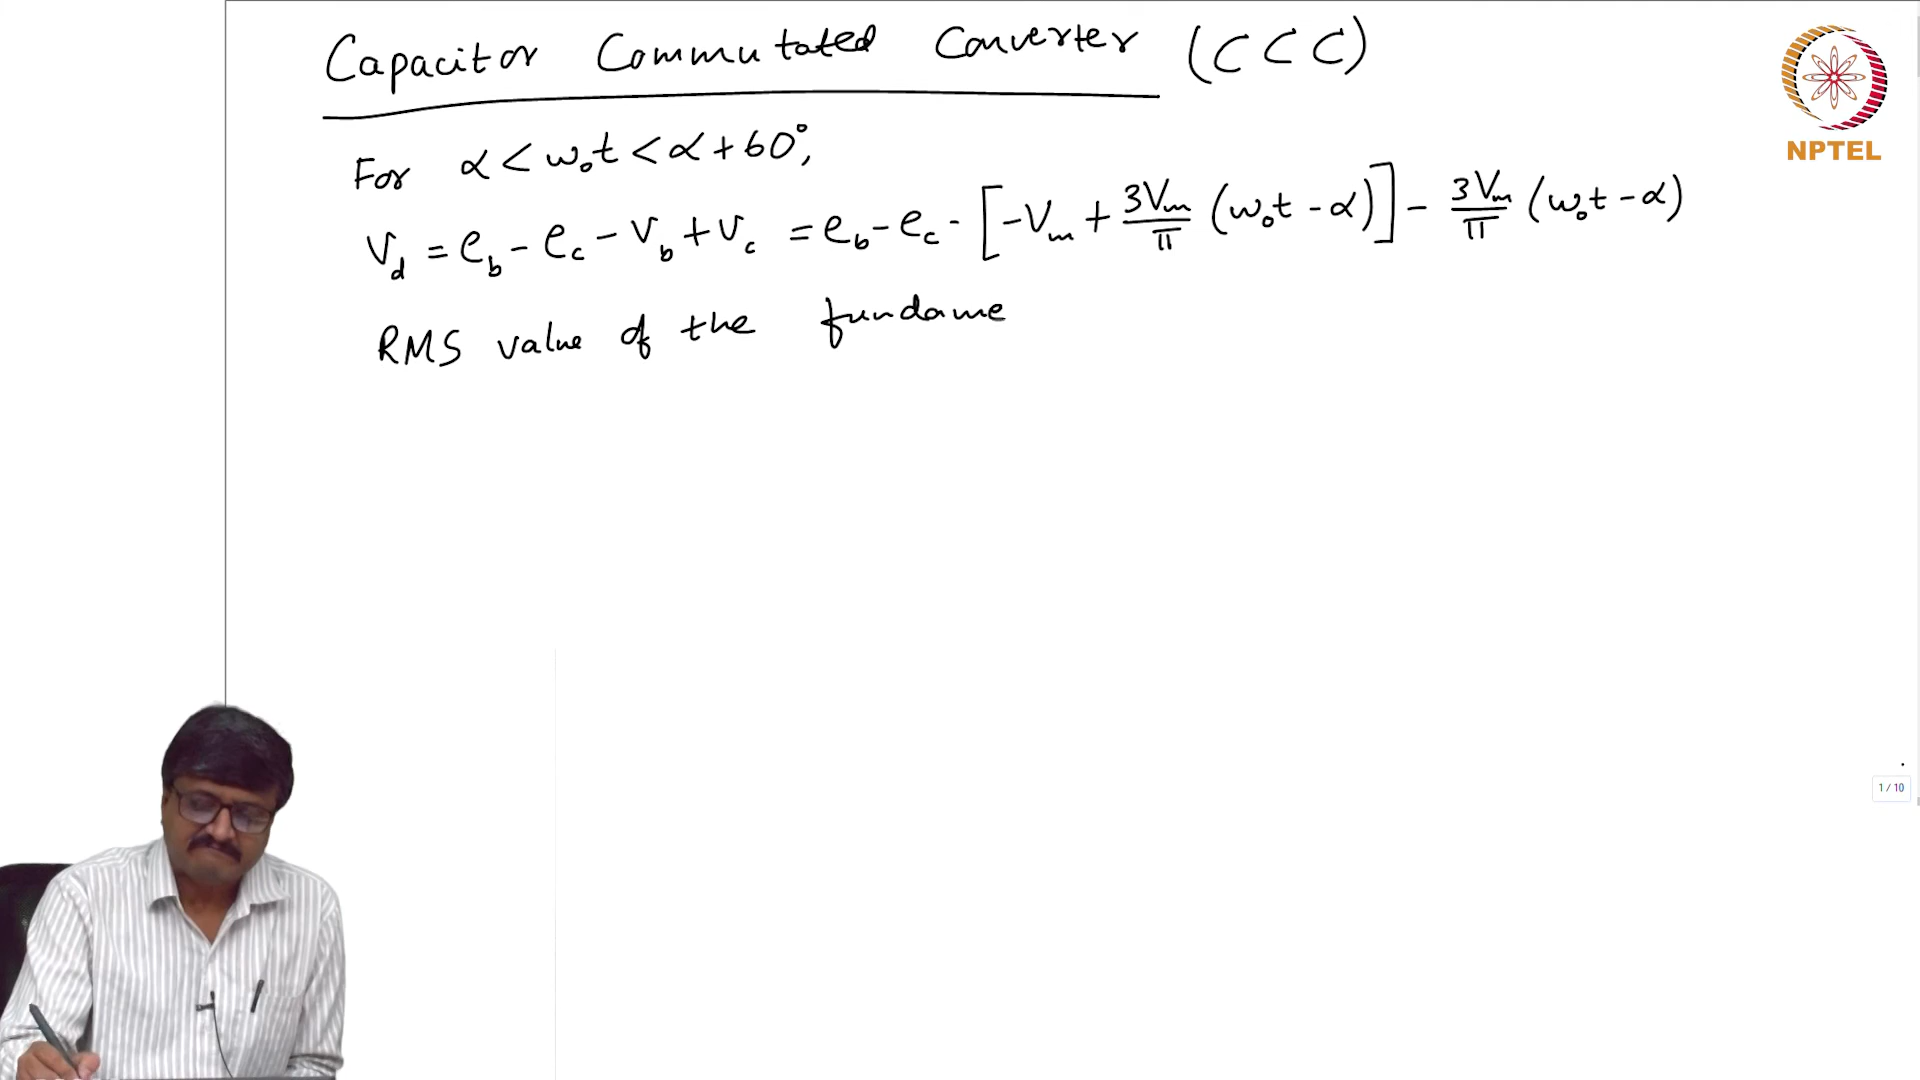 Capacitor Commutated Converter (CCC)
For α < ω₀t < α + 60°,
V_d = e_b - e_c - V_b + V_c = e_b - e_c - [-V_m + 3V_m/π (ω₀t - α)] - 3V_m/π (ω₀t - α)
RMS value of the fundame
NPTEL
1 / 10